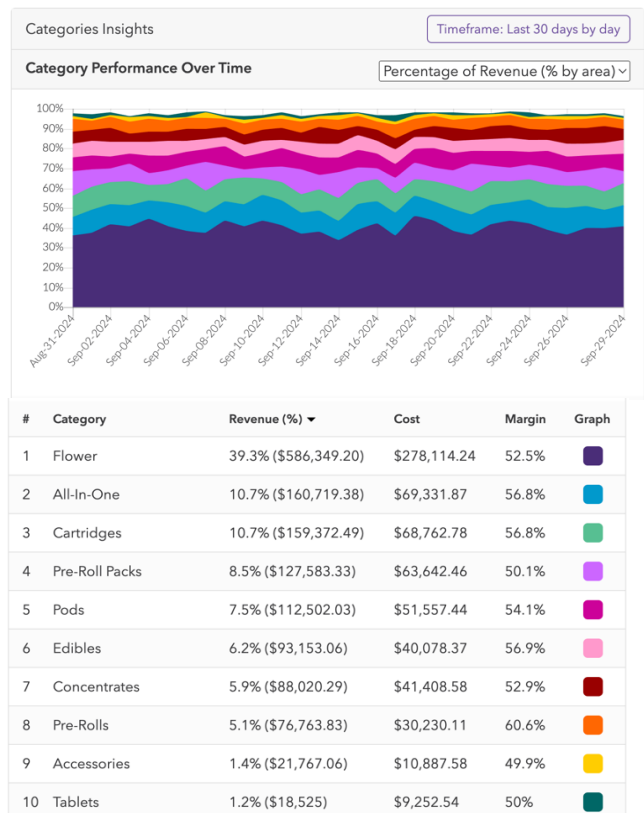 Categories Insights
Timeframe: Last 30 days by day
Category Performance Over Time
Percentage of Revenue (% by area)
100%
90%
80%
70%
60%
50%
40%
30%
20%
10%
0%
Aug-31-2024
Sep-02-2024
Sep-04-2024
Sep-06-2024
Sep-08-2024
Sep-10-2024
Sep-12-2024
Sep-14-2024
Sep-16-2024
Sep-18-2024
Sep-20-2024
Sep-22-2024
Sep-24-2024
Sep-26-2024
Sep-29-2024
# Category Revenue (%) Cost Margin Graph
1 Flower 39.3% ($586,349.20) $278,114.24 52.5%
2 All-In-One 10.7% ($160,719.38) $69,331.87 56.8%
3 Cartridges 10.7% ($159,372.49) $68,762.78 56.8%
4 Pre-Roll Packs 8.5% ($127,583.33) $63,642.46 50.1%
5 Pods 7.5% ($112,502.03) $51,557.44 54.1%
6 Edibles 6.2% ($93,153.06) $40,078.37 56.9%
7 Concentrates 5.9% ($88,020.29) $41,408.58 52.9%
8 Pre-Rolls 5.1% ($76,763.83) $30,230.11 60.6%
9 Accessories 1.4% ($21,767.06) $10,887.58 49.9%
10 Tablets 1.2% ($18,525) $9,252.54 50%